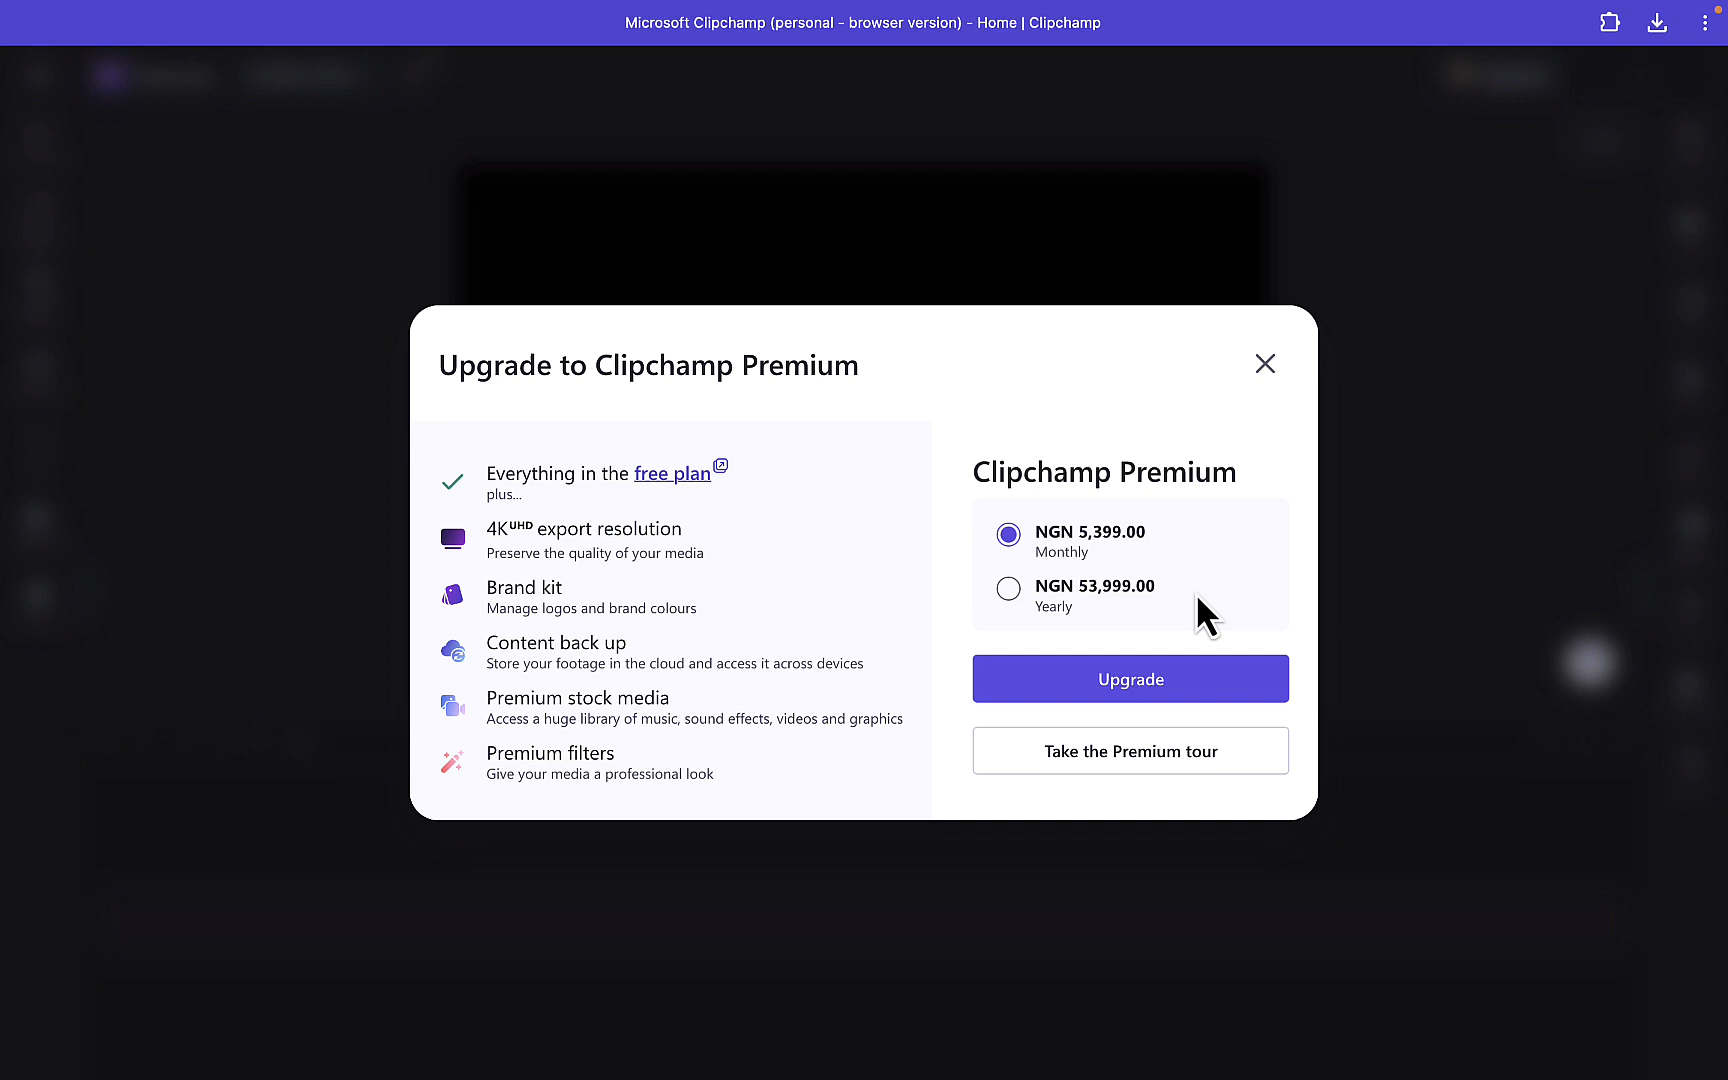 Microsoft Clipchamp (personal - browser version) - Home | Clipchamp
Upgrade to Clipchamp Premium
Everything in the free plan
plus...
4K UHD export resolution
Preserve the quality of your media
Brand kit
Manage logos and brand colours
Content back up
Store your footage in the cloud and access it across devices
Premium stock media
Access a huge library of music, sound effects, videos and graphics
Premium filters
Give your media a professional look
Clipchamp Premium
NGN 5,399.00
Monthly
NGN 53,999.00
Yearly
Upgrade
Take the Premium tour